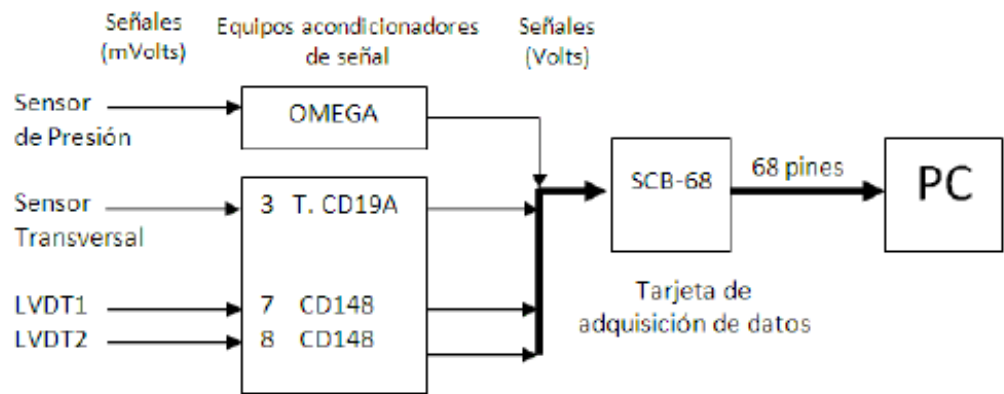 Señales
(mVolts)
Equipos acondicionadores
de señal
Señales
(Volts)
Sensor
de Presión
OMEGA
Sensor
Transversal
3 T. CD19A
LVDT1
7 CD148
LVDT2
8 CD148
SCB-68
68 pines
PC
Tarjeta de
adquisición de datos